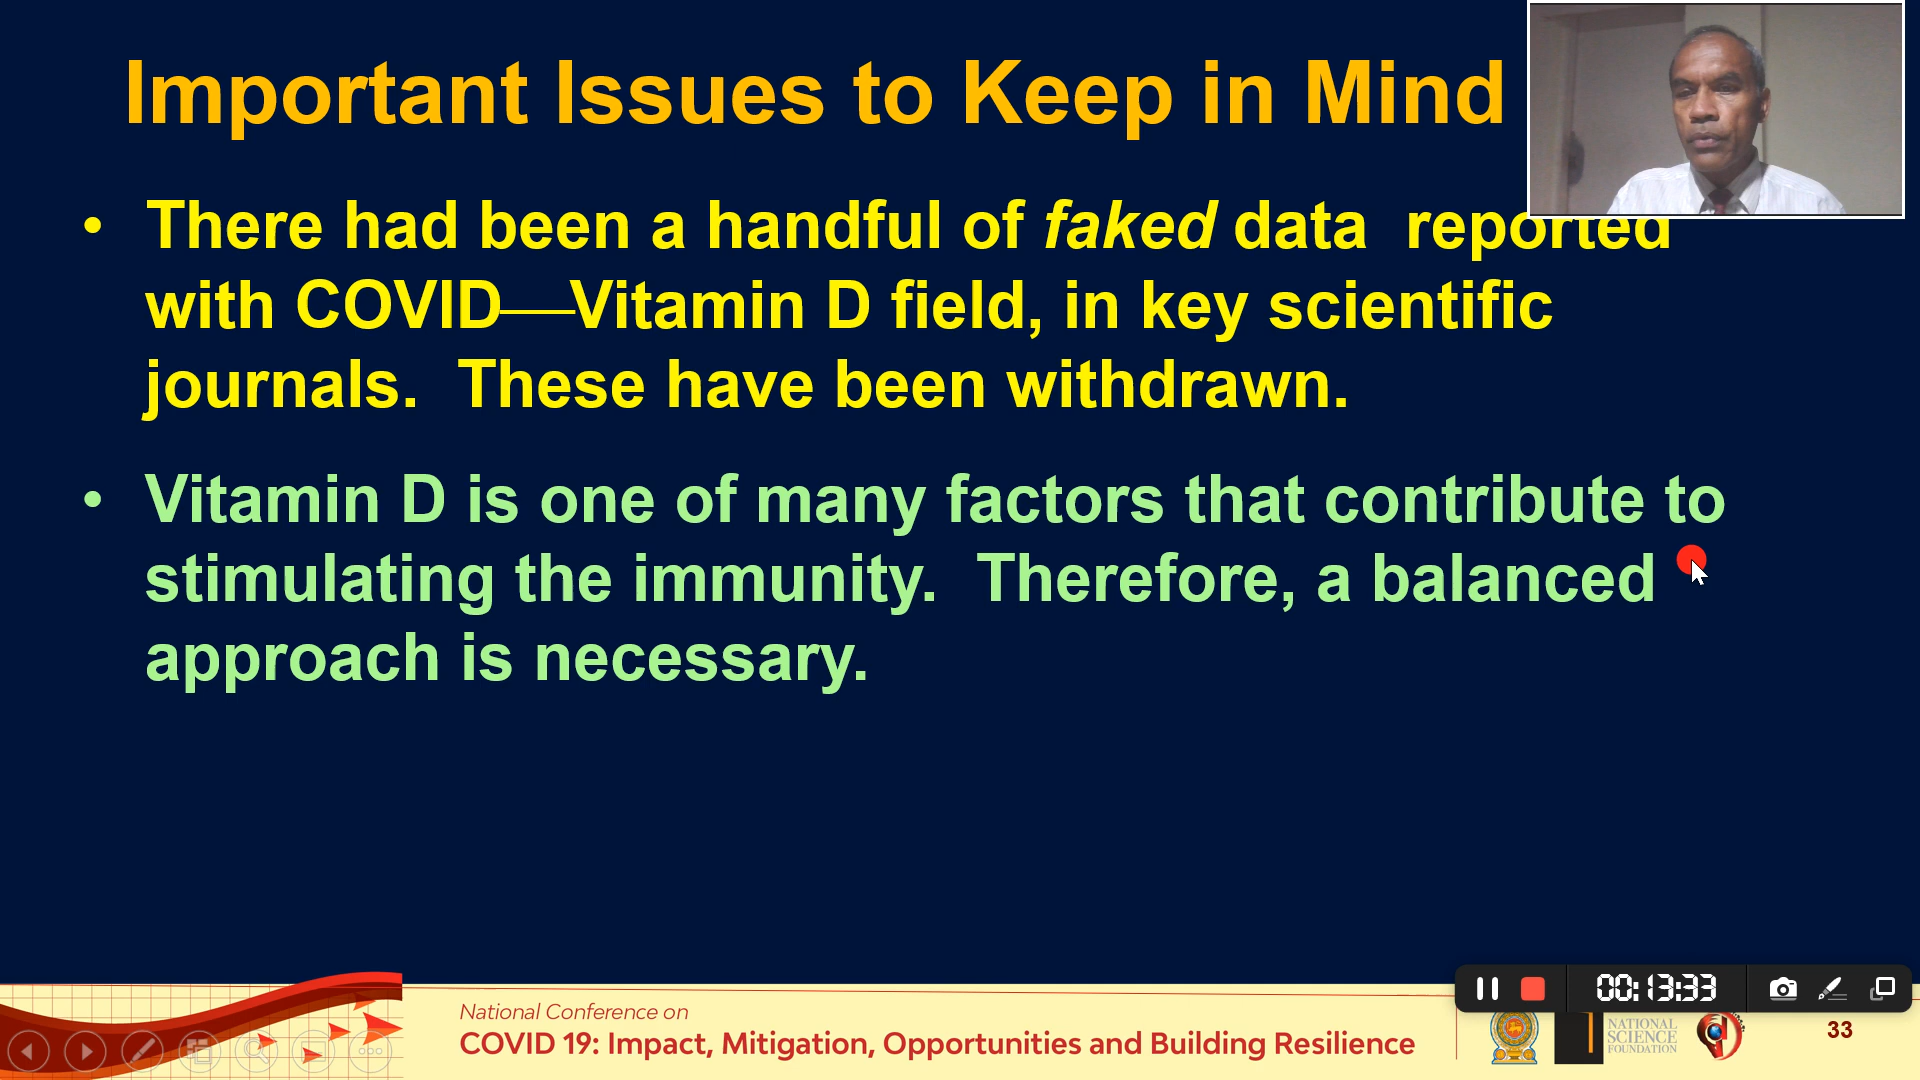 Important Issues to Keep in Mind
• There had been a handful of faked data reported
with COVID—Vitamin D field, in key scientific
journals. These have been withdrawn.
• Vitamin D is one of many factors that contribute to
stimulating the immunity. Therefore, a balanced
approach is necessary.
00:13:33
National Conference on
COVID 19: Impact, Mitigation, Opportunities and Building Resilience
NATIONAL
SCIENCE
FOUNDATION
33